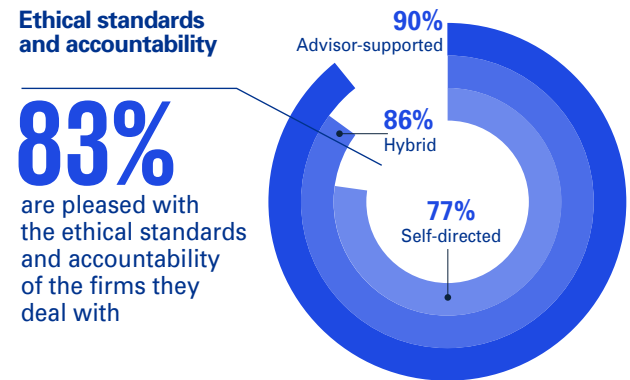 Ethical standards
and accountability
83%
are pleased with
the ethical standards
and accountability
of the firms they
deal with
90%
Advisor-supported
86%
Hybrid
77%
Self-directed